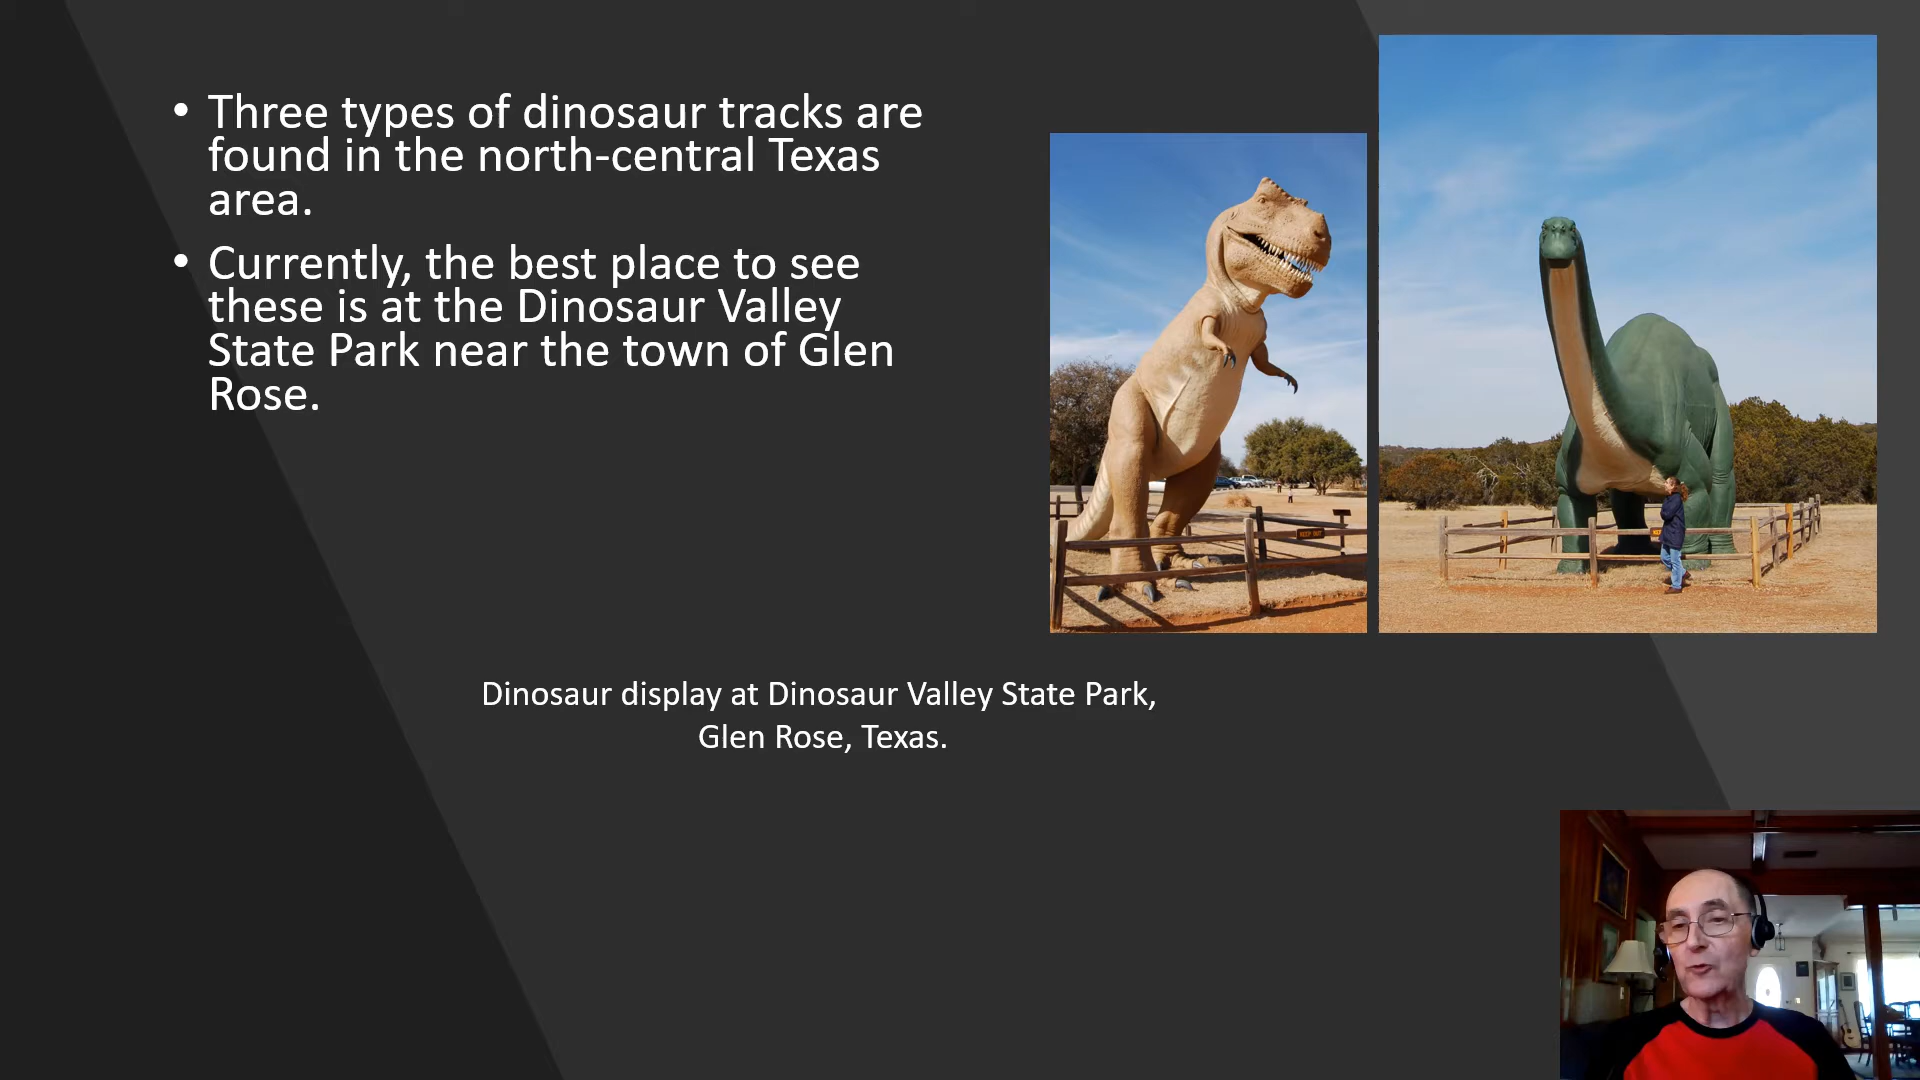 • Three types of dinosaur tracks are
found in the north-central Texas
area.
• Currently, the best place to see
these is at the Dinosaur Valley
State Park near the town of Glen
Rose.
KEEP OUT
Dinosaur display at Dinosaur Valley State Park,
Glen Rose, Texas.